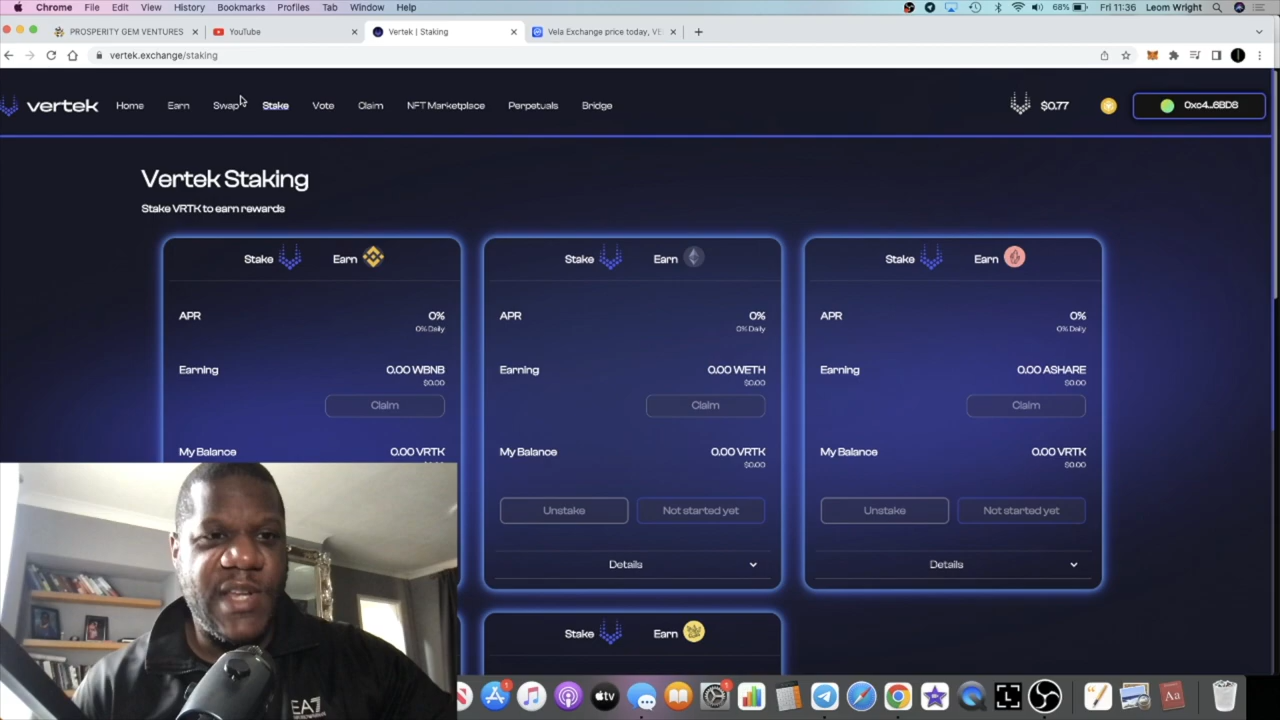 Chrome File Edit View History Bookmarks Profiles Tab Window Help 68% Fri 11:36 Leom Wright
PROSPERITY GEM VENTURES YouTube Vertek | Staking Vela Exchange price today, VE
vertek.exchange/staking
vertek Home Earn Swap Stake Vote Claim NFT Marketplace Perpetuals Bridge $0.77 0xc4...6BD6
Vertek Staking
Stake VRTK to earn rewards
Stake Earn Stake Earn Stake Earn
APR 0% APR 0% APR 0%
0% Daily 0% Daily 0% Daily
Earning 0.00 WBNB Earning 0.00 WETH Earning 0.00 ASHARE
$0.00 $0.00 $0.00
Claim Claim Claim
My Balance 0.00 VRTK My Balance 0.00 VRTK My Balance 0.00 VRTK
$0.00 $0.00
Unstake Not started yet Unstake Not started yet
Details Details
Stake Earn
EA7
tv
Aa